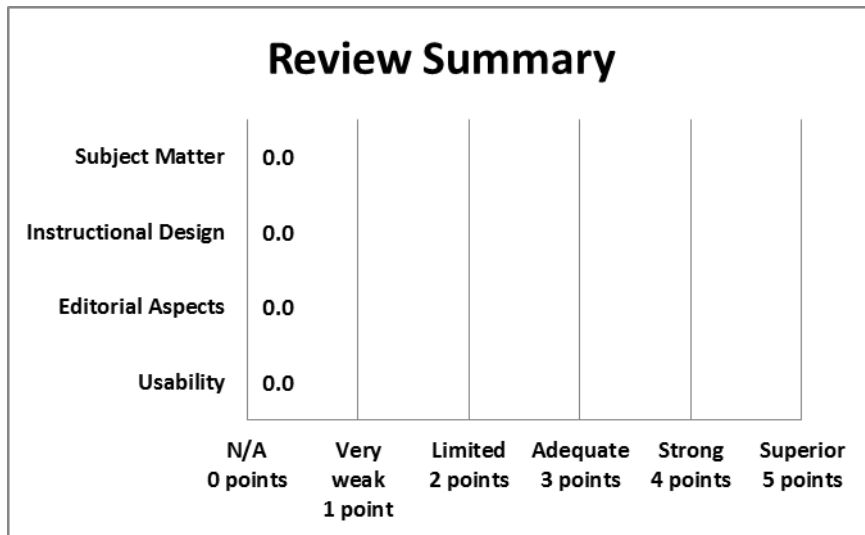 Review Summary
Subject Matter 0.0
Instructional Design 0.0
Editorial Aspects 0.0
Usability 0.0
N/A Very Limited Adequate Strong Superior
0 points weak 2 points 3 points 4 points 5 points
1 point